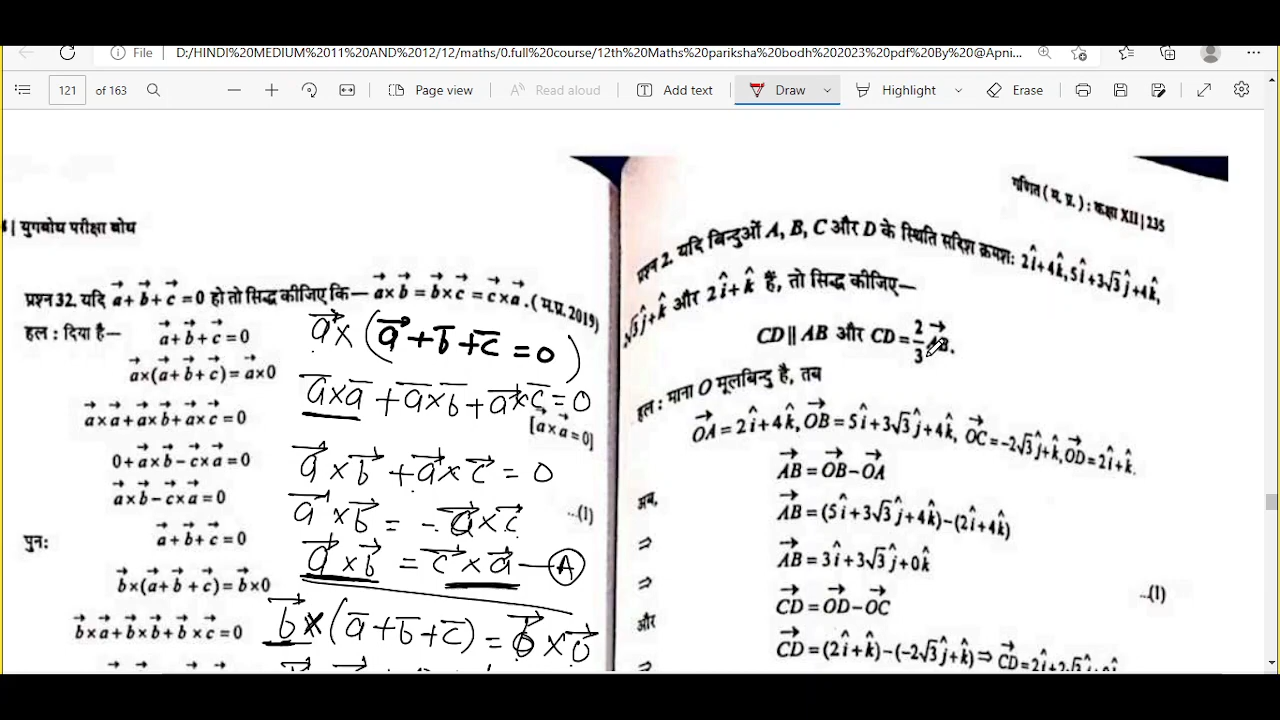 File D:/HINDI%20MEDIUM%2011%20AND%2012/12/maths/0.full%20course/12th%20Maths%20pariksha%20bodh%202023%20pdf%20By%20@Apni...
121 of 163 Page view Read aloud Add text Draw Highlight Erase
| युगबोध परीक्षा बोध
प्रश्न 32. यदि a⃗ + b⃗ + c⃗ = 0 हो तो सिद्ध कीजिए कि— a⃗ × b⃗ = b⃗ × c⃗ = c⃗ × a⃗. ( म.प्र. 2019)
हल : दिया है—
a⃗ + b⃗ + c⃗ = 0
a⃗×(a⃗ + b⃗ + c⃗) = a⃗×0
a⃗×a⃗ + a⃗×b⃗ + a⃗×c⃗ = 0
[a⃗×a⃗ = 0]
0 + a⃗×b⃗ − c⃗×a⃗ = 0
a⃗×b⃗ − c⃗×a⃗ = 0
...(1)
पुनः
a⃗ + b⃗ + c⃗ = 0
b⃗×(a⃗ + b⃗ + c⃗) = b⃗×0
b⃗×a⃗ + b⃗×b⃗ + b⃗×c⃗ = 0
a⃗ × (a⃗ + b̅ + c̅ = 0)
a̅×a̅ + a̅×b̅ + a⃗×c̅ = 0
a⃗×b⃗ + a⃗×c⃗ = 0
a⃗×b⃗ = -a⃗×c⃗
a⃗×b⃗ = c⃗×a⃗ — Ⓐ
b⃗×(a̅ + b̅ + c̅) = b⃗×0⃗
गणित ( म.प्र. ) : कक्षा XII | 235
प्रश्न 2. यदि बिन्दुओं A, B, C और D के स्थिति सदिश क्रमशः 2î + 4k̂, 5î + 3√3ĵ + 4k̂,
√3ĵ + k̂ और 2î + k̂ हैं, तो सिद्ध कीजिए—
CD || AB और CD = 2/3 AB⃗.
हल : माना O मूलबिन्दु है, तब
OA⃗ = 2î + 4k̂, OB⃗ = 5î + 3√3ĵ + 4k̂, OC⃗ = −2√3ĵ + k̂, OD⃗ = 2î + k̂.
AB⃗ = OB⃗ − OA⃗
अब,
AB⃗ = (5î + 3√3ĵ + 4k̂) − (2î + 4k̂)
⇒
AB⃗ = 3î + 3√3ĵ + 0k̂
...(1)
⇒
CD⃗ = OD⃗ − OC⃗
और
CD⃗ = (2î + k̂) − (−2√3ĵ + k̂) ⇒ CD⃗ = 2î + 2√3ĵ
⇒